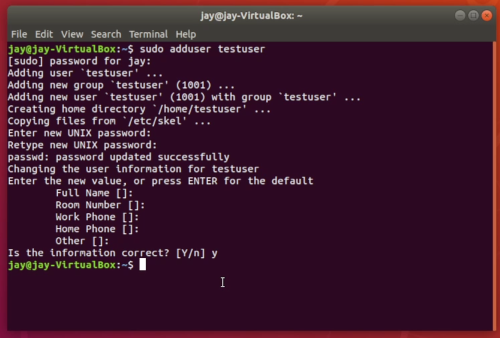 jay@jay-VirtualBox: ~
File Edit View Search Terminal Help
jay@jay-VirtualBox:~$ sudo adduser testuser
[sudo] password for jay:
Adding user `testuser' ...
Adding new group `testuser' (1001) ...
Adding new user `testuser' (1001) with group `testuser' ...
Creating home directory `/home/testuser' ...
Copying files from `/etc/skel' ...
Enter new UNIX password:
Retype new UNIX password:
passwd: password updated successfully
Changing the user information for testuser
Enter the new value, or press ENTER for the default
Full Name []:
Room Number []:
Work Phone []:
Home Phone []:
Other []:
Is the information correct? [Y/n] y
jay@jay-VirtualBox:~$